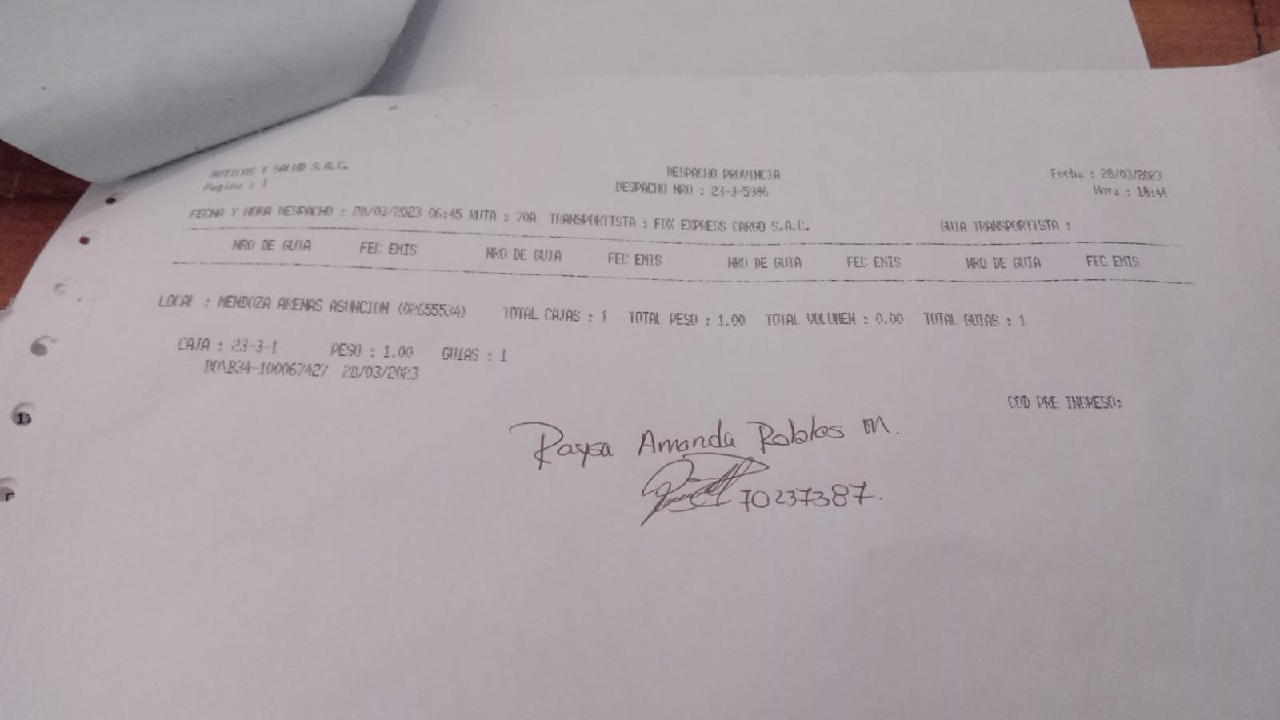 BOTICAS Y SALUD S.A.C. DESPACHO PROVINCIA Fecha : 28/03/2023
Pagina : 1 DESPACHO NRO : 23-3-5986 Hora : 18:44
FECHA Y HORA DESPACHO : 28/03/2023 06:45 RUTA : 70A TRANSPORTISTA : FOX EXPRESS CARGO S.A.C. GUIA TRANSPORTISTA :
NRO DE GUIA FEC EMIS NRO DE GUIA FEC EMIS NRO DE GUIA FEC EMIS NRO DE GUIA FEC EMIS
LOCAL : MENDOZA ARENAS ASUNCION TOTAL CAJAS : 1 TOTAL PESO : 1.00 TOTAL VOLUMEN : 0.00 TOTAL GUIAS : 1
CAJA : 23-3-1 PESO : 1.00 GUIAS : 1
28/03/2023
COD PRE INGRESO:
Raysa Amanda Robles M.
70237387.